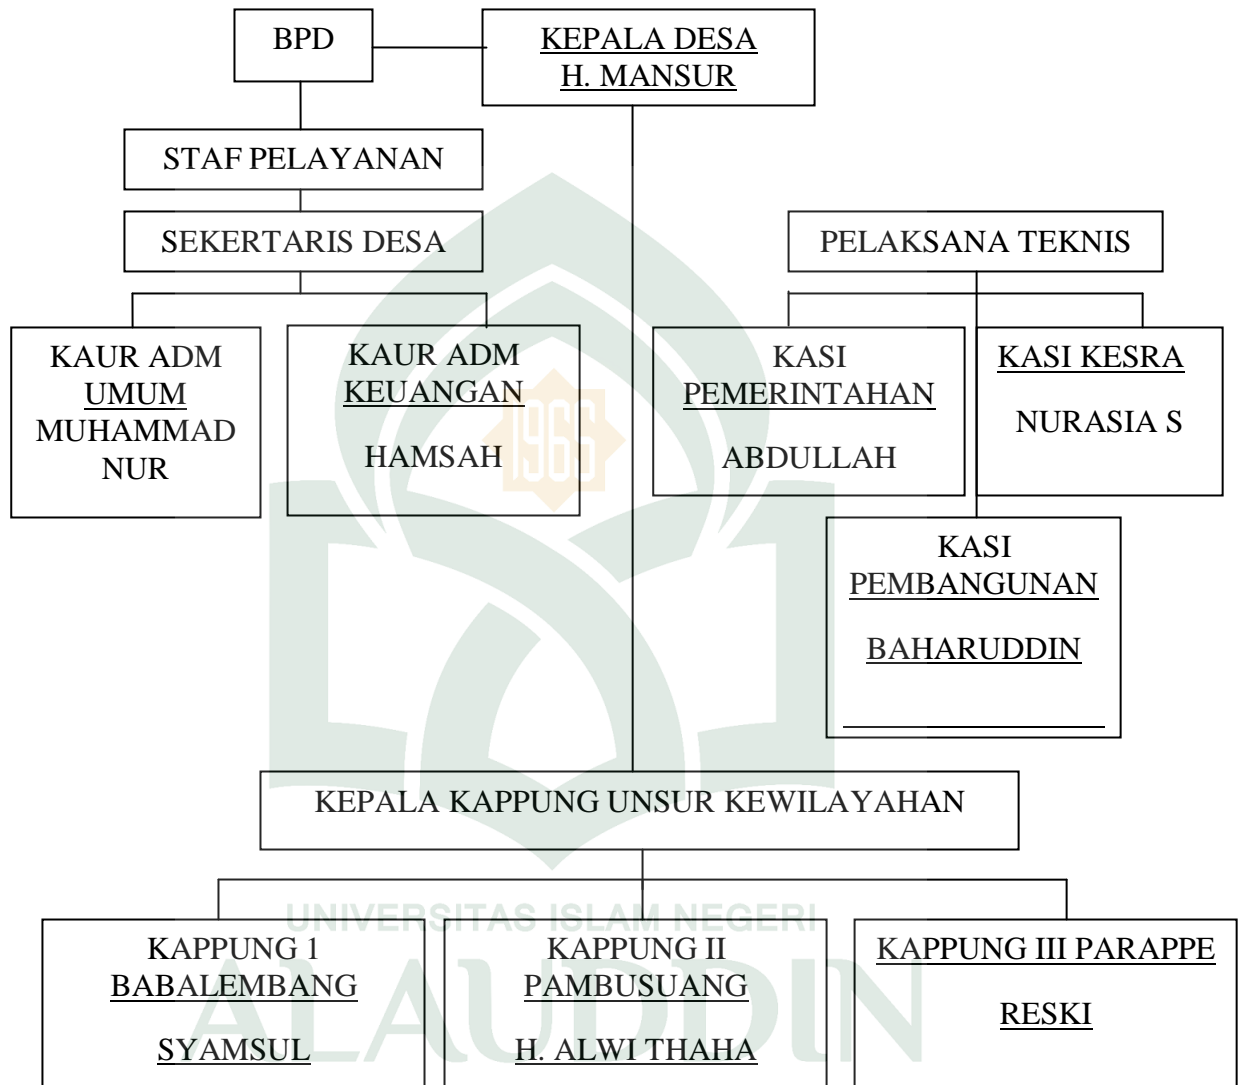 BPD
KEPALA DESA
H. MANSUR
STAF PELAYANAN
SEKERTARIS DESA
PELAKSANA TEKNIS
KAUR ADM
UMUM
MUHAMMAD
NUR
KAUR ADM
KEUANGAN
HAMSAH
KASI
PEMERINTAHAN
ABDULLAH
KASI KESRA
NURASIA S
1965
KASI
PEMBANGUNAN
BAHARUDDIN
KEPALA KAPPUNG UNSUR KEWILAYAHAN
UNIVERSITAS ISLAM NEGERI
ALAUDDIN
KAPPUNG 1
BABALEMBANG
SYAMSUL
KAPPUNG II
PAMBUSUANG
H. ALWI THAHA
KAPPUNG III PARAPPE
RESKI